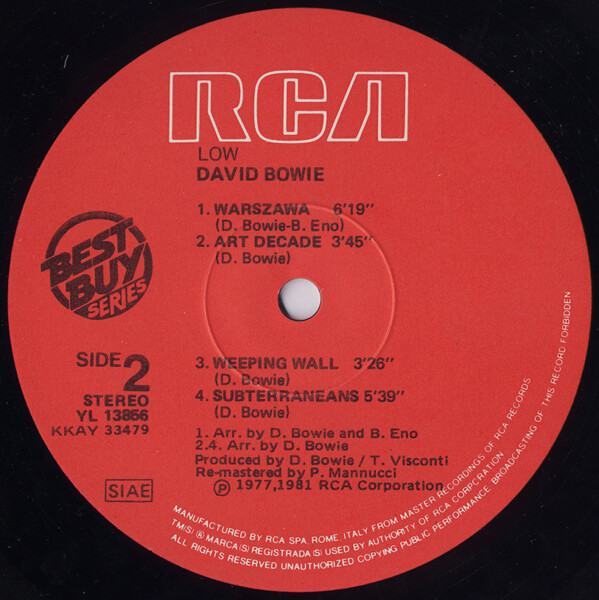 RCA
LOW
DAVID BOWIE
1. WARSZAWA 6'19"
(D. Bowie-B. Eno)
2. ART DECADE 3'45"
(D. Bowie)
BEST
BUY
SERIES
SIDE 2
STEREO
YL 13856
KKAY 33479
3. WEEPING WALL 3'26"
(D. Bowie)
4. SUBTERRANEANS 5'39"
(D. Bowie)
1. Arr. by D. Bowie and B. Eno
2.4. Arr. by D. Bowie
Produced by D. Bowie / T. Visconti
Re-mastered by P. Mannucci
Ⓟ 1977,1981 RCA Corporation
SIAE
MANUFACTURED BY RCA SPA, ROME, ITALY FROM MASTER RECORDINGS OF RCA RECORDS
TM(S) ® MARCA(S) REGISTRADA(S) USED BY AUTHORITY OF RCA CORPORATION
ALL RIGHTS RESERVED UNAUTHORIZED COPYING PUBLIC PERFORMANCE BROADCASTING OF THIS RECORD FORBIDDEN